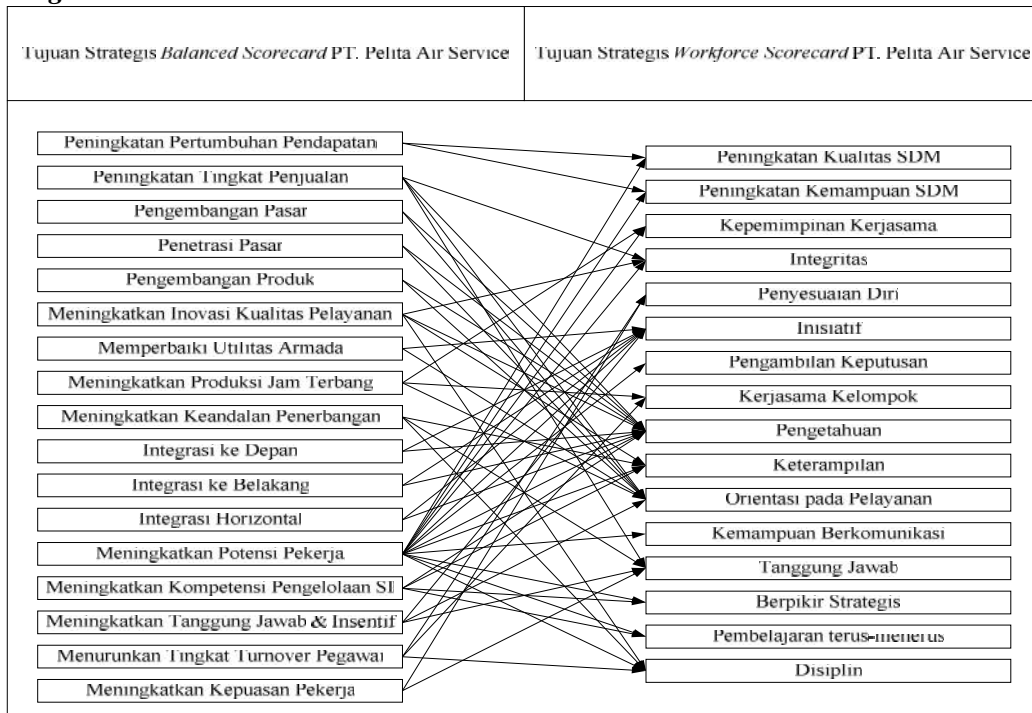 Tujuan Strategis Balanced Scorecard PT. Pelita Air Service
Tujuan Strategis Workforce Scorecard PT. Pelita Air Service
Peningkatan Pertumbuhan Pendapatan
Peningkatan Tingkat Penjualan
Pengembangan Pasar
Penetrasi Pasar
Pengembangan Produk
Meningkatkan Inovasi Kualitas Pelayanan
Memperbaiki Utilitas Armada
Meningkatkan Produksi Jam Terbang
Meningkatkan Keandalan Penerbangan
Integrasi ke Depan
Integrasi ke Belakang
Integrasi Horizontal
Meningkatkan Potensi Pekerja
Meningkatkan Kompetensi Pengelolaan SI
Meningkatkan Tanggung Jawab & Insentif
Menurunkan Tingkat Turnover Pegawai
Meningkatkan Kepuasan Pekerja
Peningkatan Kualitas SDM
Peningkatan Kemampuan SDM
Kepemimpinan Kerjasama
Integritas
Penyesuaian Diri
Inisiatif
Pengambilan Keputusan
Kerjasama Kelompok
Pengetahuan
Keterampilan
Orientasi pada Pelayanan
Kemampuan Berkomunikasi
Tanggung Jawab
Berpikir Strategis
Pembelajaran terus-menerus
Disiplin